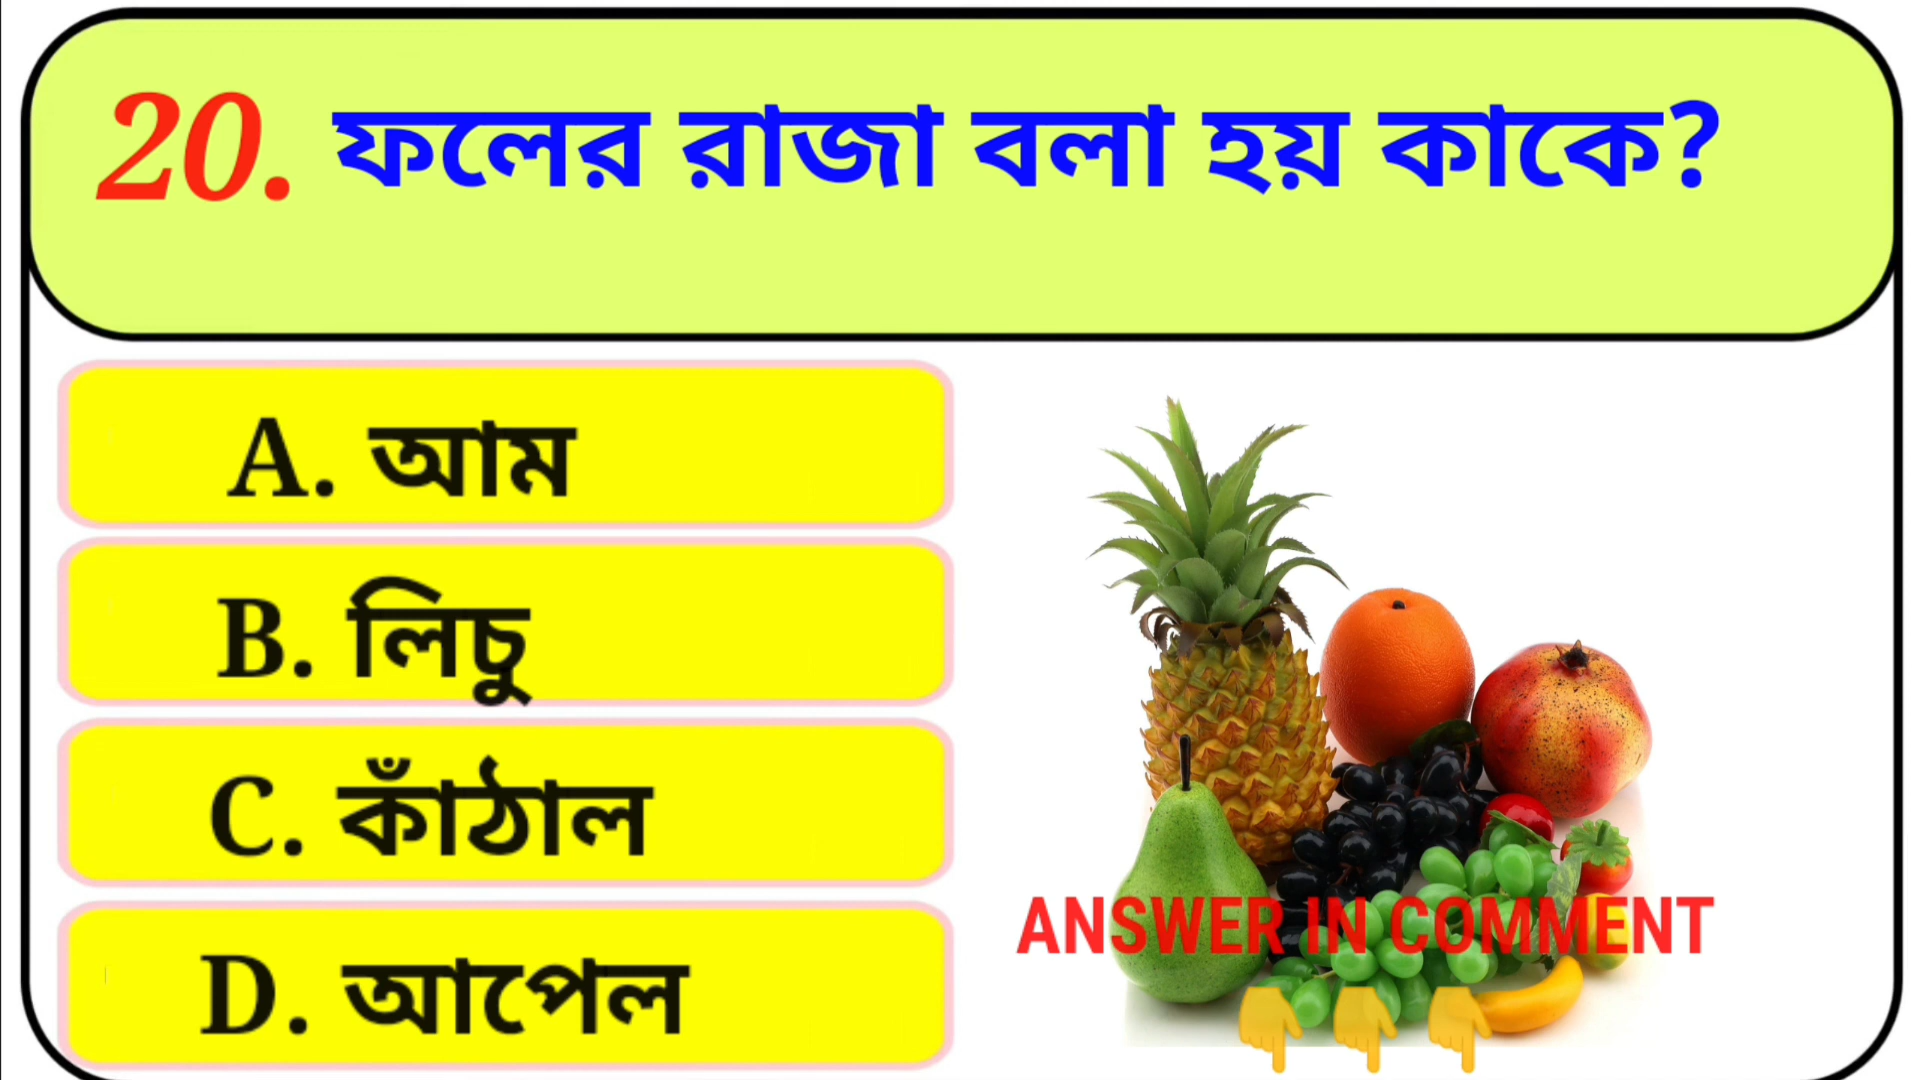 20. ফলের রাজা বলা হয় কাকে?
A. আম
B. লিচু
C. কাঁঠাল
D. আপেল
ANSWER IN COMMENT